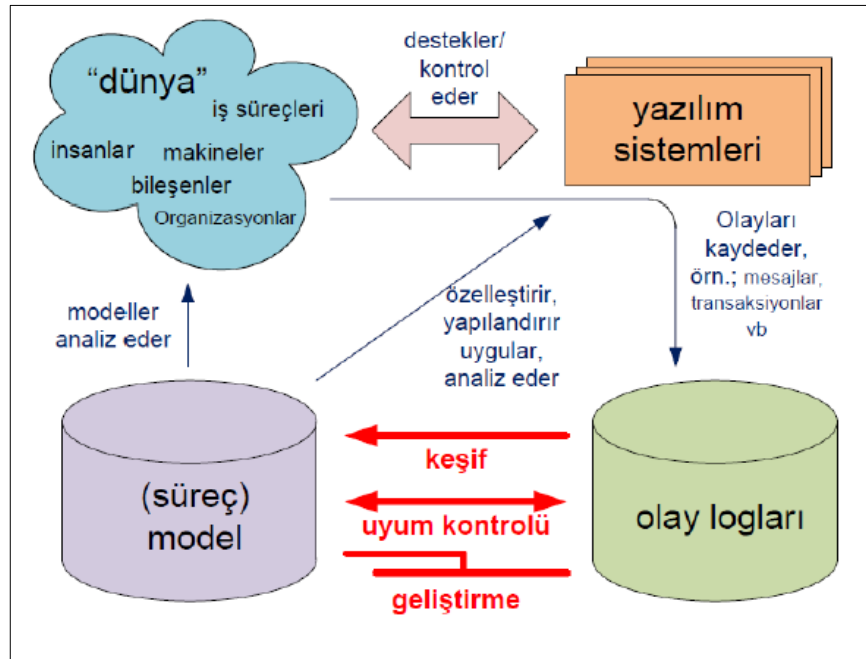 “dünya”
iş süreçleri
insanlar
makineler
bileşenler
Organizasyonlar
destekler/
kontrol
eder
yazılım
sistemleri
Olayları
kaydeder,
örn.; mesajlar,
transaksiyonlar
vb
modeller
analiz eder
özelleştirir,
yapılandırır
uygular,
analiz eder
(süreç)
model
keşif
uyum kontrolü
geliştirme
olay logları